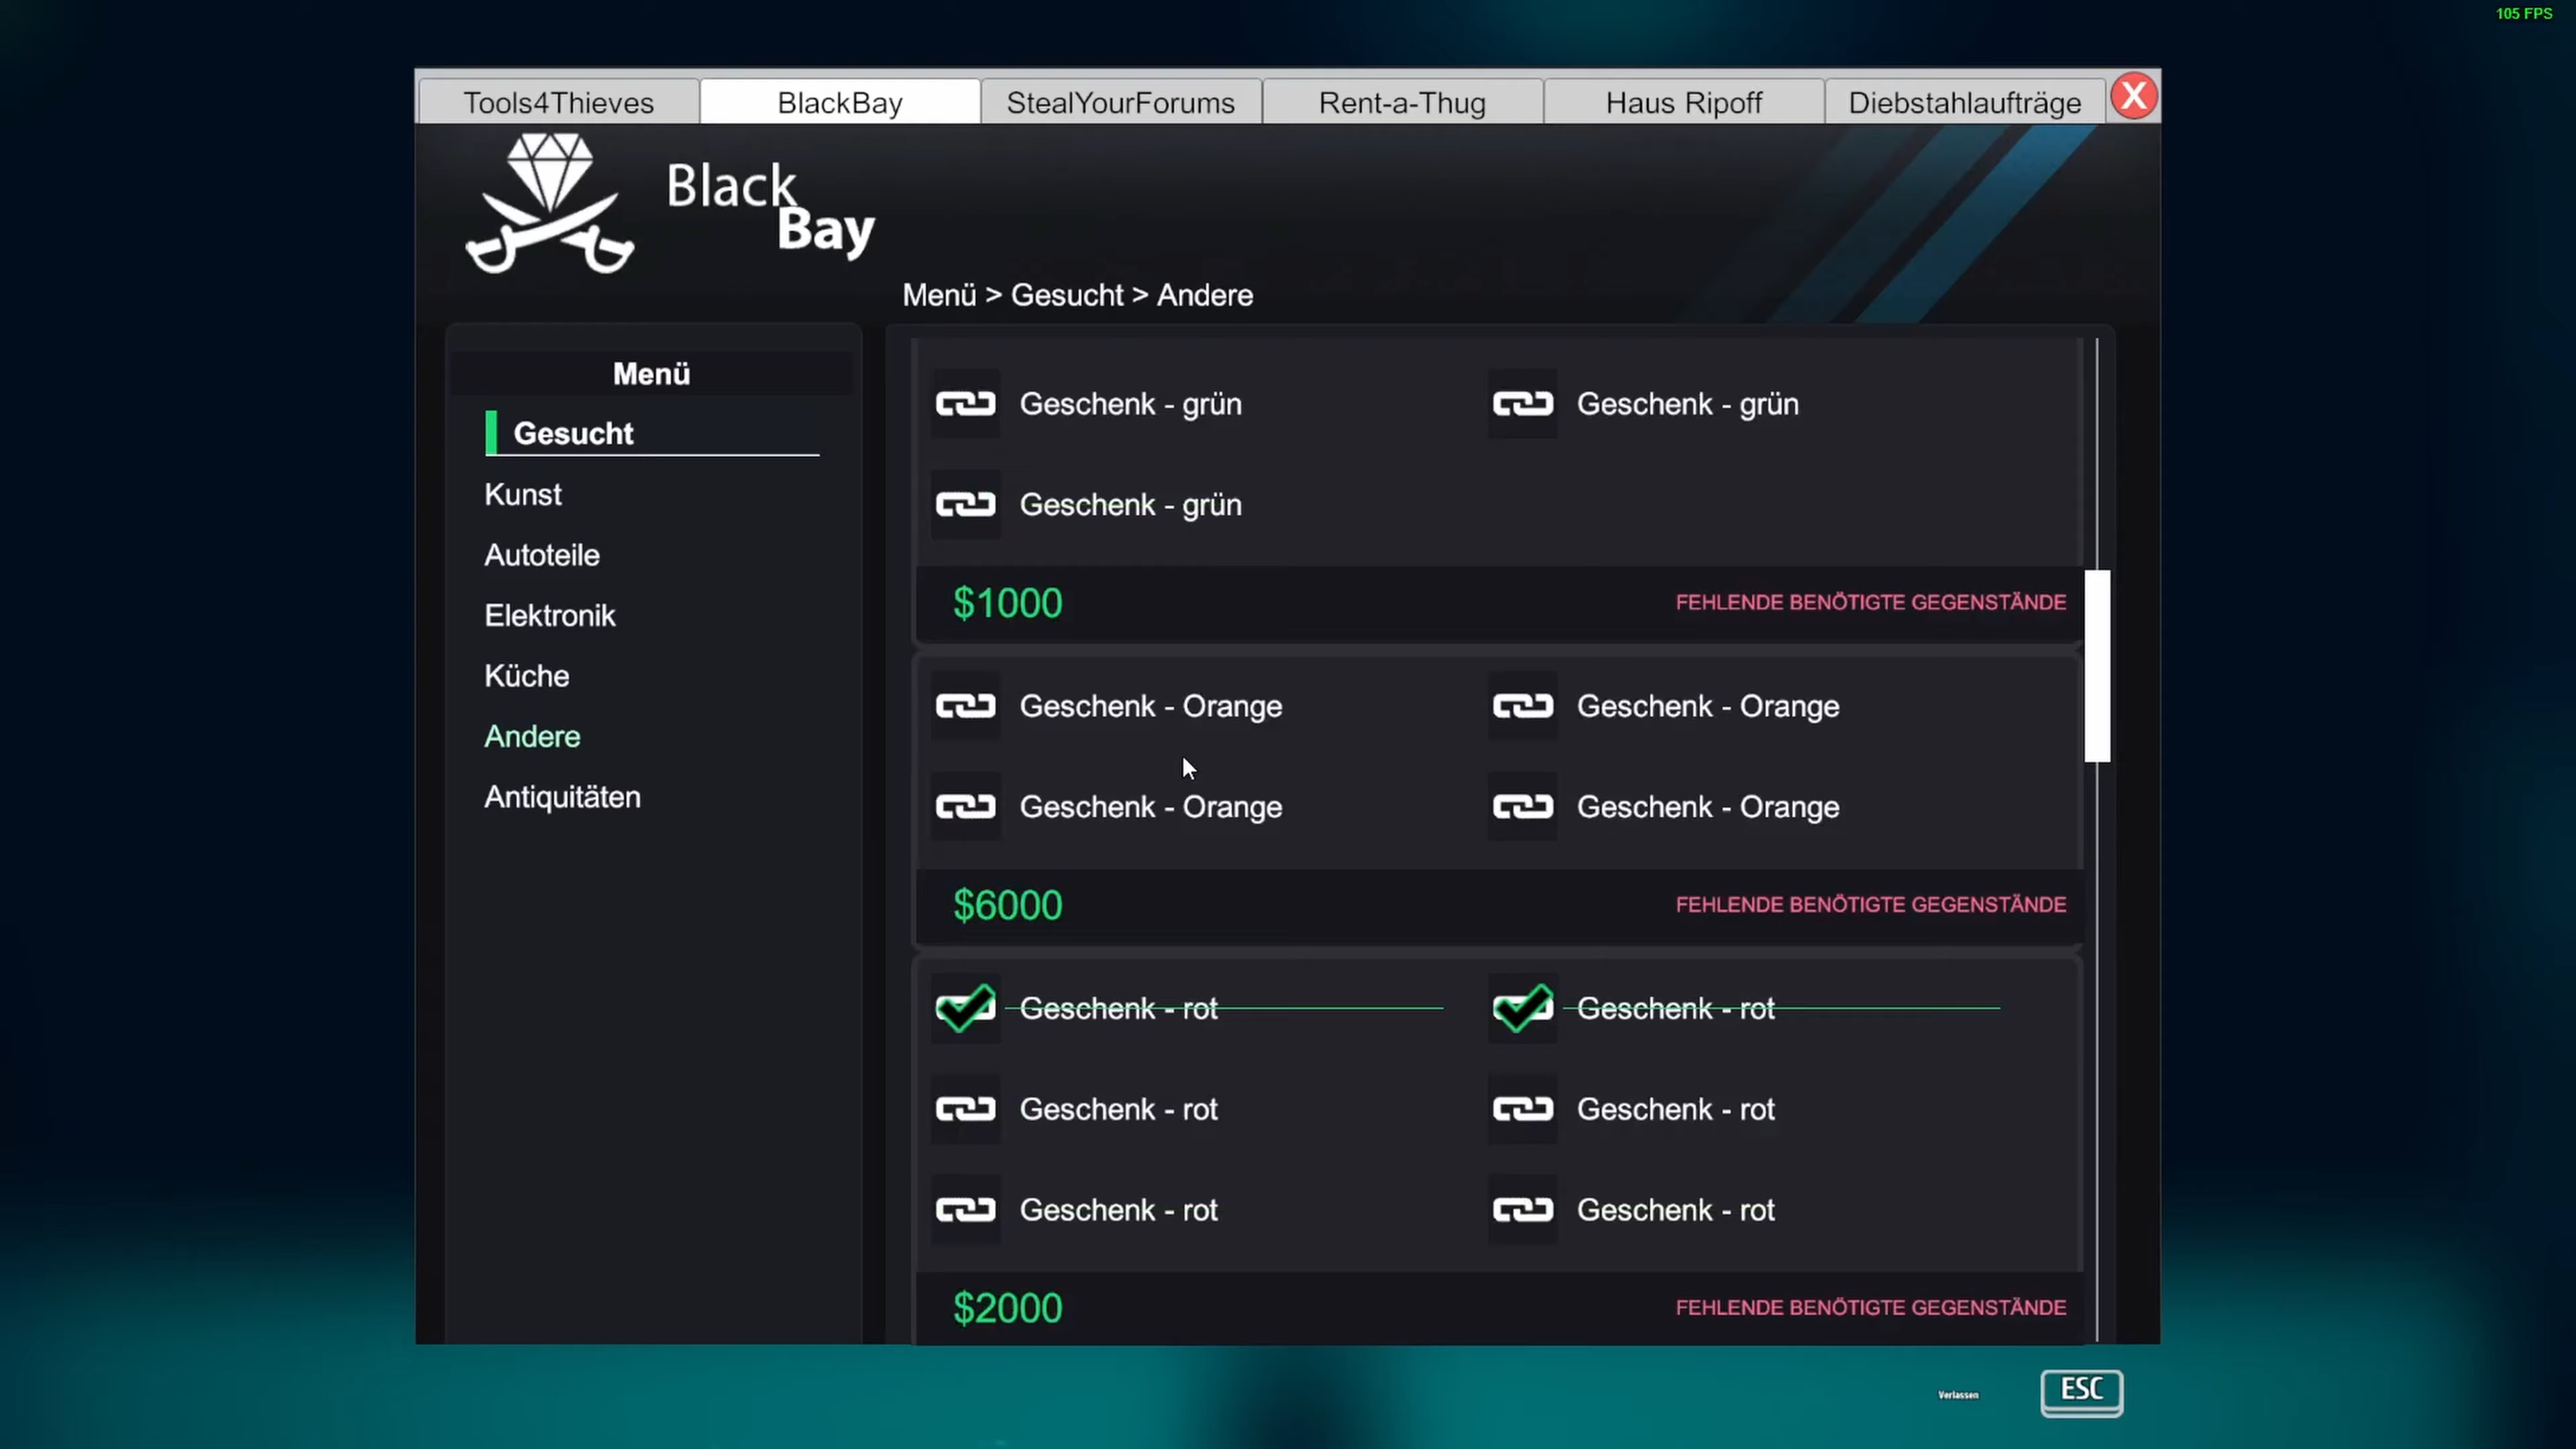 105 FPS
Tools4Thieves
BlackBay
StealYourForums
Rent-a-Thug
Haus Ripoff
Diebstahlaufträge
X
Black
Bay
Menü > Gesucht > Andere
Menü
Gesucht
Kunst
Autoteile
Elektronik
Küche
Andere
Antiquitäten
Geschenk - grün
Geschenk - grün
Geschenk - grün
$1000
FEHLENDE BENÖTIGTE GEGENSTÄNDE
Geschenk - Orange
Geschenk - Orange
Geschenk - Orange
Geschenk - Orange
$6000
FEHLENDE BENÖTIGTE GEGENSTÄNDE
Geschenk - rot
Geschenk - rot
Geschenk - rot
Geschenk - rot
Geschenk - rot
Geschenk - rot
$2000
FEHLENDE BENÖTIGTE GEGENSTÄNDE
Verlassen
ESC